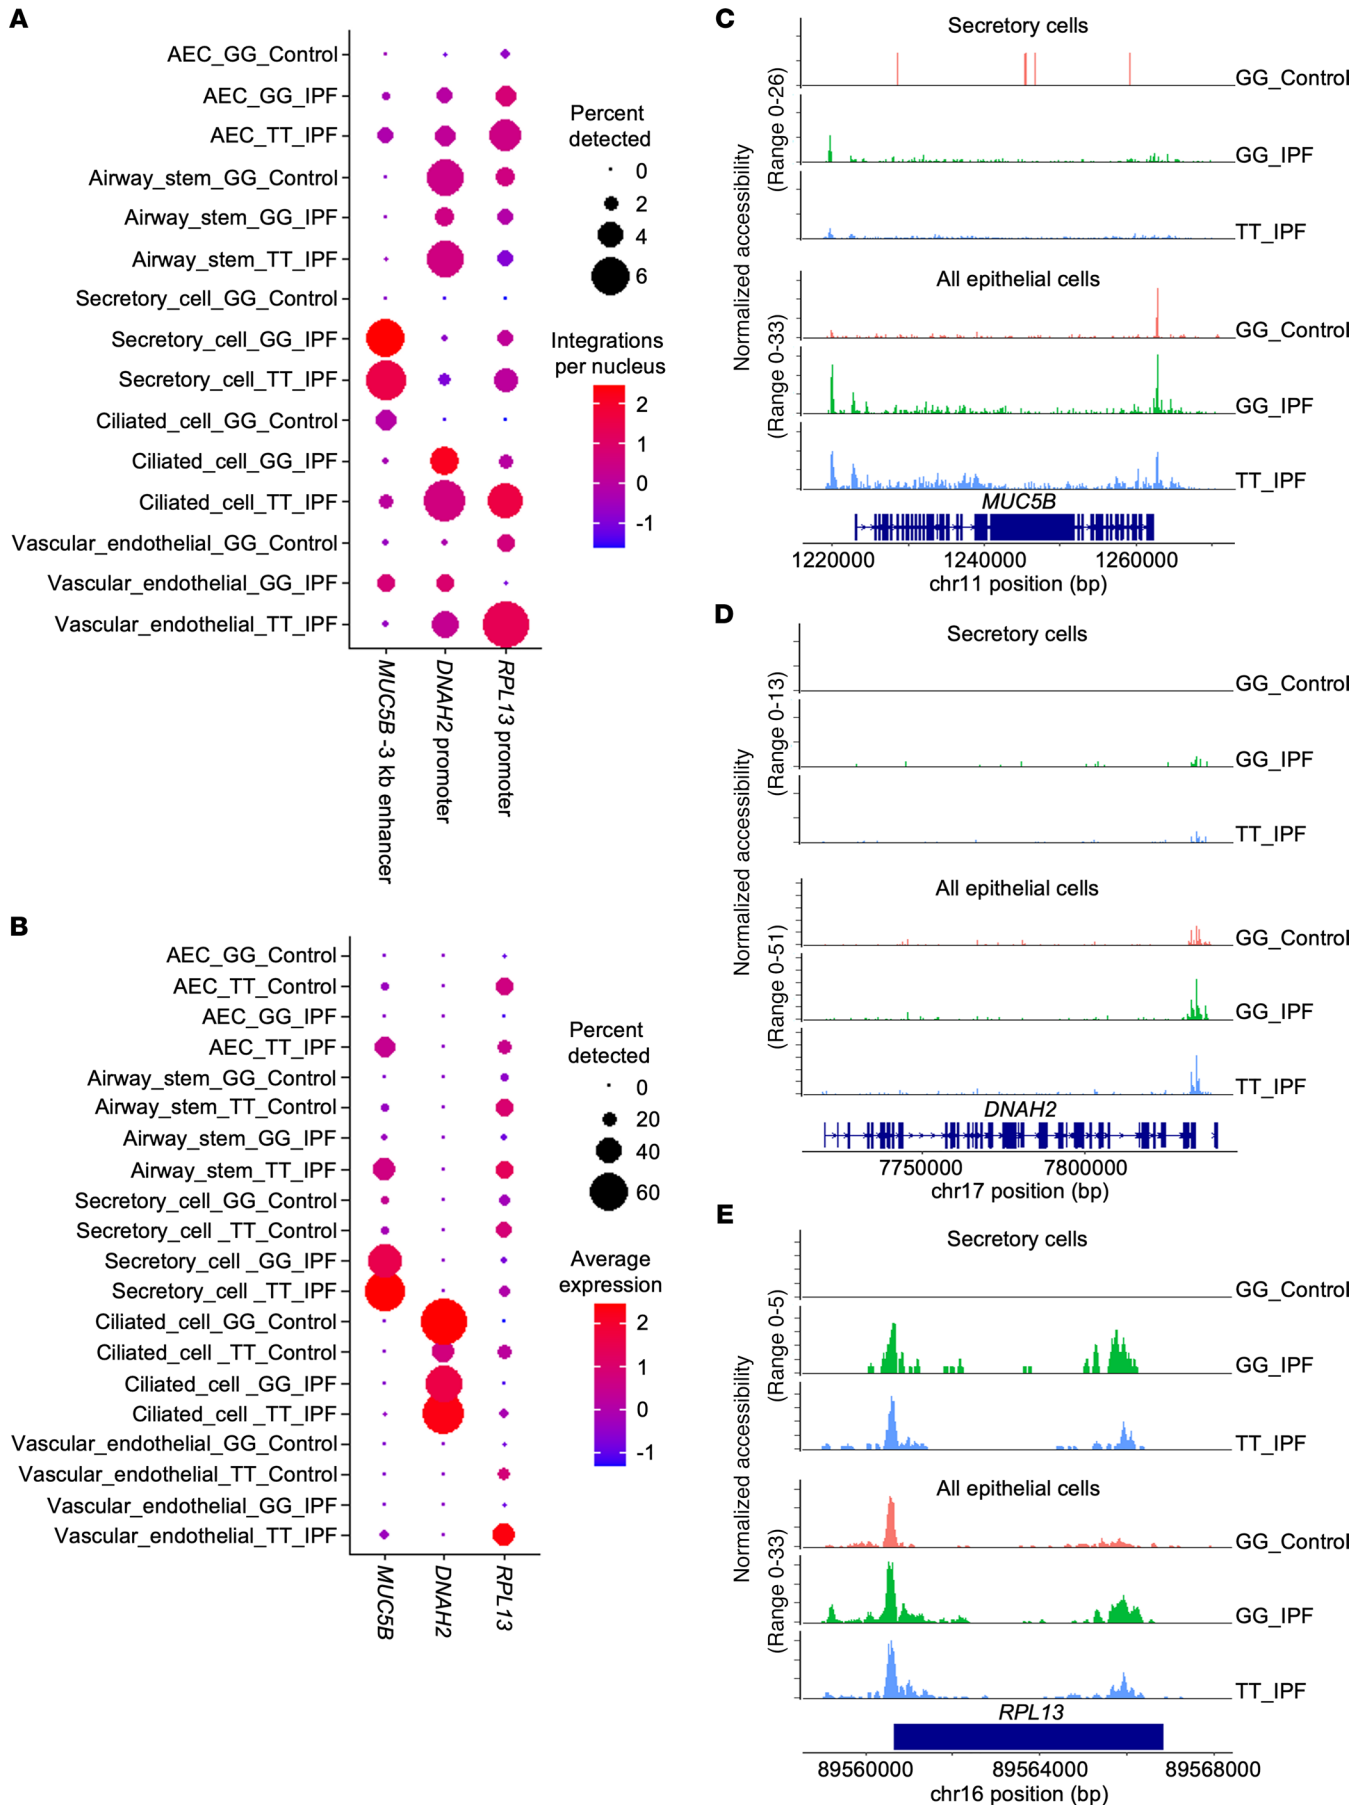 A
AEC_GG_Control
AEC_GG_IPF
AEC_TT_IPF
Airway_stem_GG_Control
Airway_stem_GG_IPF
Airway_stem_TT_IPF
Secretory_cell_GG_Control
Secretory_cell_GG_IPF
Secretory_cell_TT_IPF
Ciliated_cell_GG_Control
Ciliated_cell_GG_IPF
Ciliated_cell_TT_IPF
Vascular_endothelial_GG_Control
Vascular_endothelial_GG_IPF
Vascular_endothelial_TT_IPF
MUC5B -3 kb enhancer
DNAH2 promoter
RPL13 promoter
Percent
detected
0
2
4
6
Integrations
per nucleus
2
1
0
-1
B
AEC_GG_Control
AEC_TT_Control
AEC_GG_IPF
AEC_TT_IPF
Airway_stem_GG_Control
Airway_stem_TT_Control
Airway_stem_GG_IPF
Airway_stem_TT_IPF
Secretory_cell_GG_Control
Secretory_cell _TT_Control
Secretory_cell _GG_IPF
Secretory_cell _TT_IPF
Ciliated_cell_GG_Control
Ciliated_cell _TT_Control
Ciliated_cell _GG_IPF
Ciliated_cell _TT_IPF
Vascular_endothelial_GG_Control
Vascular_endothelial_TT_Control
Vascular_endothelial_GG_IPF
Vascular_endothelial_TT_IPF
MUC5B
DNAH2
RPL13
Percent
detected
0
20
40
60
Average
expression
2
1
0
-1
C
Normalized accessibility
(Range 0-26)
(Range 0-33)
Secretory cells
GG_Control
GG_IPF
TT_IPF
All epithelial cells
GG_Control
GG_IPF
TT_IPF
MUC5B
1220000
1240000
1260000
chr11 position (bp)
D
Normalized accessibility
(Range 0-13)
(Range 0-51)
Secretory cells
GG_Control
GG_IPF
TT_IPF
All epithelial cells
GG_Control
GG_IPF
TT_IPF
DNAH2
7750000
7800000
chr17 position (bp)
E
Normalized accessibility
(Range 0-5)
(Range 0-33)
Secretory cells
GG_Control
GG_IPF
TT_IPF
All epithelial cells
GG_Control
GG_IPF
TT_IPF
RPL13
89560000
89564000
89568000
chr16 position (bp)